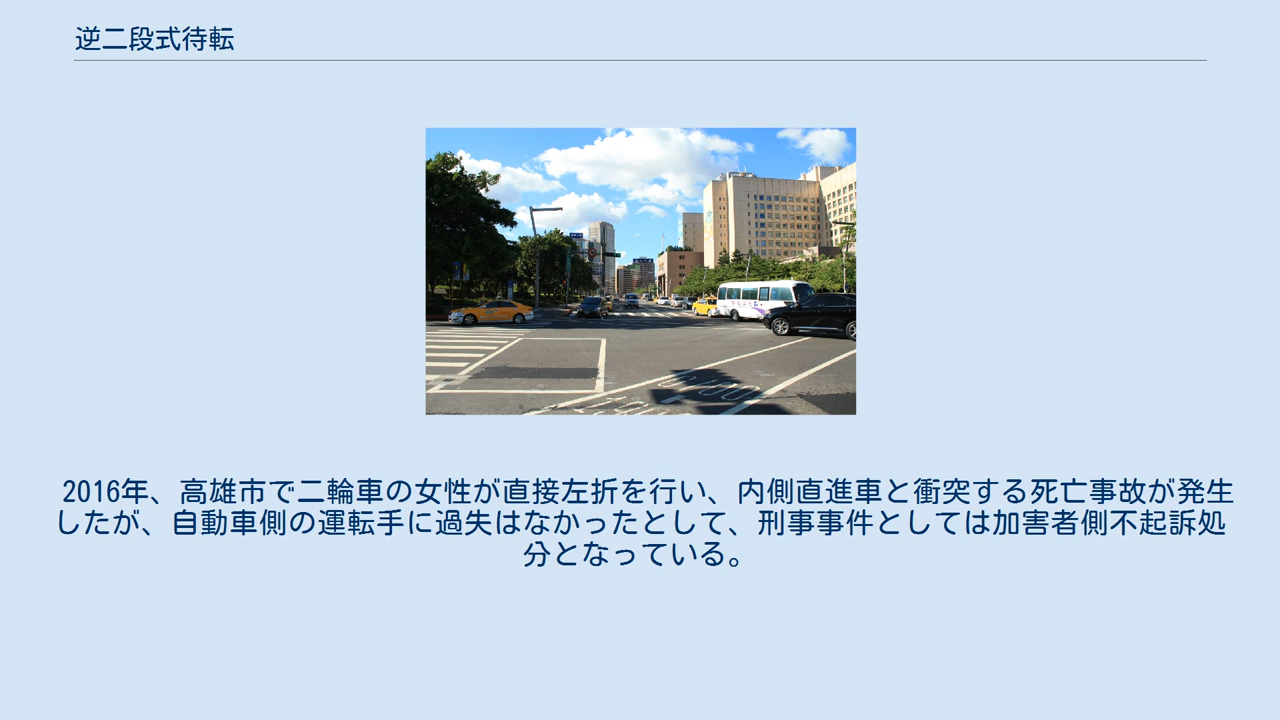 逆二段式待転
2016年、高雄市で二輪車の女性が直接左折を行い、内側直進車と衝突する死亡事故が発生
したが、自動車側の運転手に過失はなかったとして、刑事事件としては加害者側不起訴処
分となっている。